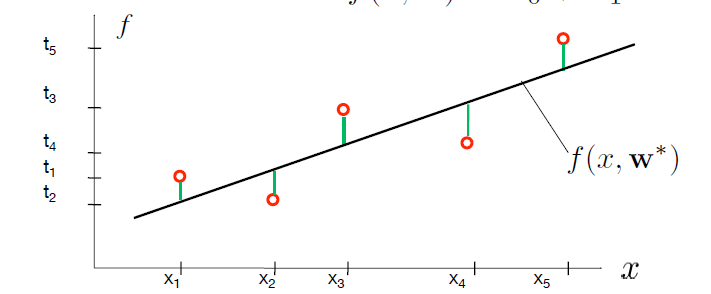 f
t₅
t₃
t₄
t₁
t₂
f(x, w*)
x₁ x₂ x₃ x₄ x₅ x